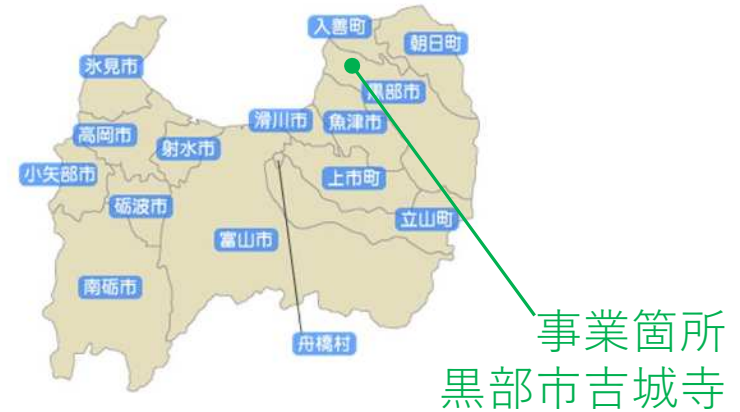 入善町
朝日町
氷見市
黒部市
滑川市
魚津市
高岡市
射水市
小矢部市
上市町
砺波市
立山町
富山市
南砺市
舟橋村
事業箇所
黒部市吉城寺